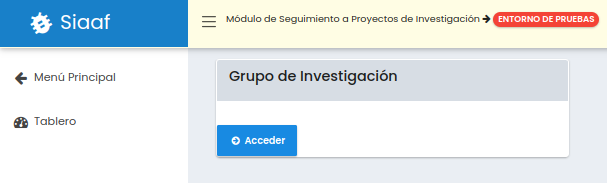 Siaaf
Módulo de Seguimiento a Proyectos de Investigación ENTORNO DE PRUEBAS
Menú Principal
Tablero
Grupo de Investigación
Acceder